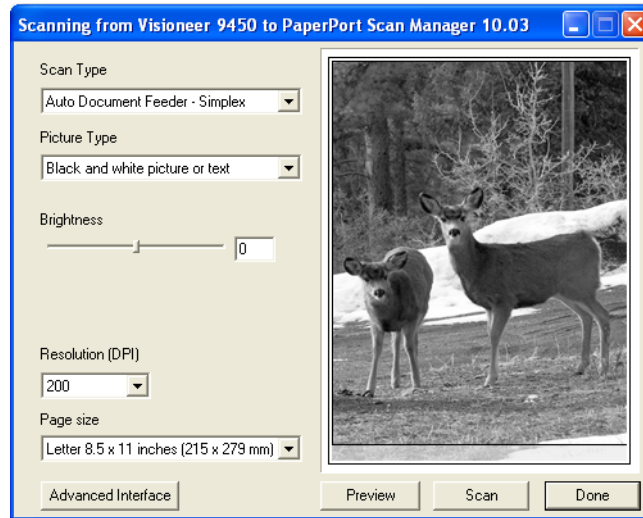 Scanning from Visioneer 9450 to PaperPort Scan Manager 10.03
Scan Type
Auto Document Feeder - Simplex
Picture Type
Black and white picture or text
Brightness
0
Resolution (DPI)
200
Page size
Letter 8.5 x 11 inches (215 x 279 mm)
Advanced Interface
Preview
Scan
Done